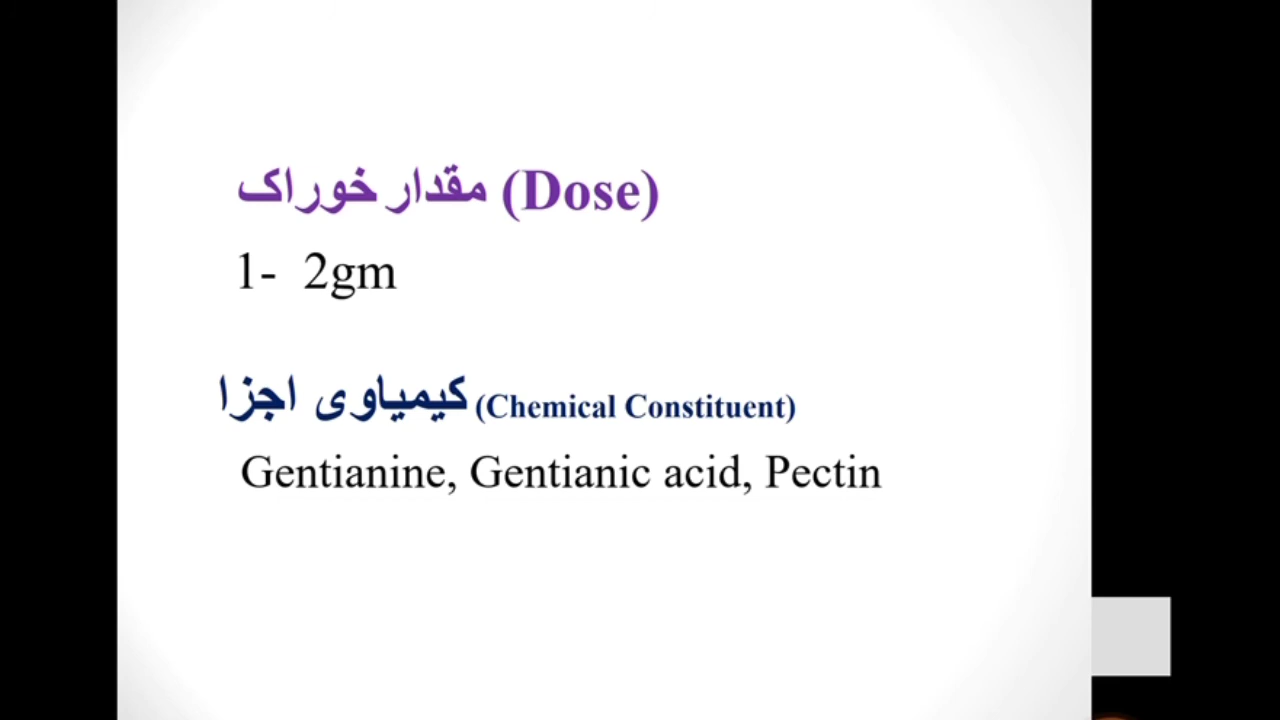 مقدار خوراک (Dose)
1- 2gm
کیمیاوی اجزا (Chemical Constituent)
Gentianine, Gentianic acid, Pectin